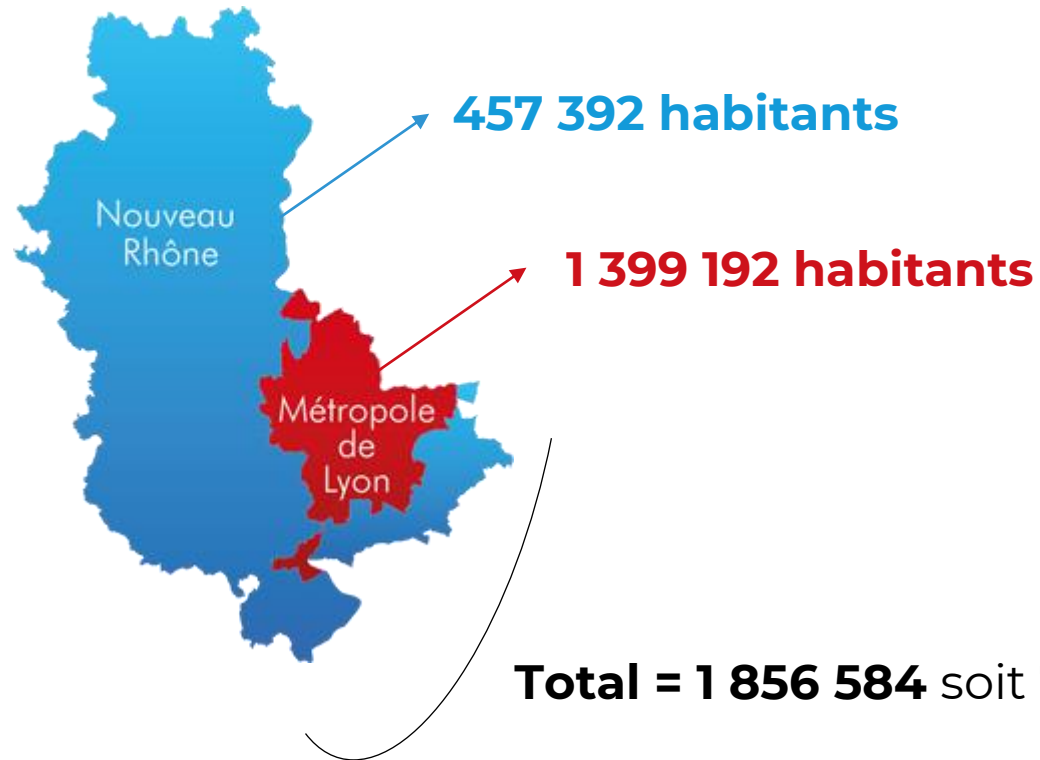 457 392 habitants
Nouveau
Rhône
1 399 192 habitants
Métropole
de
Lyon
Total = 1 856 584 soit